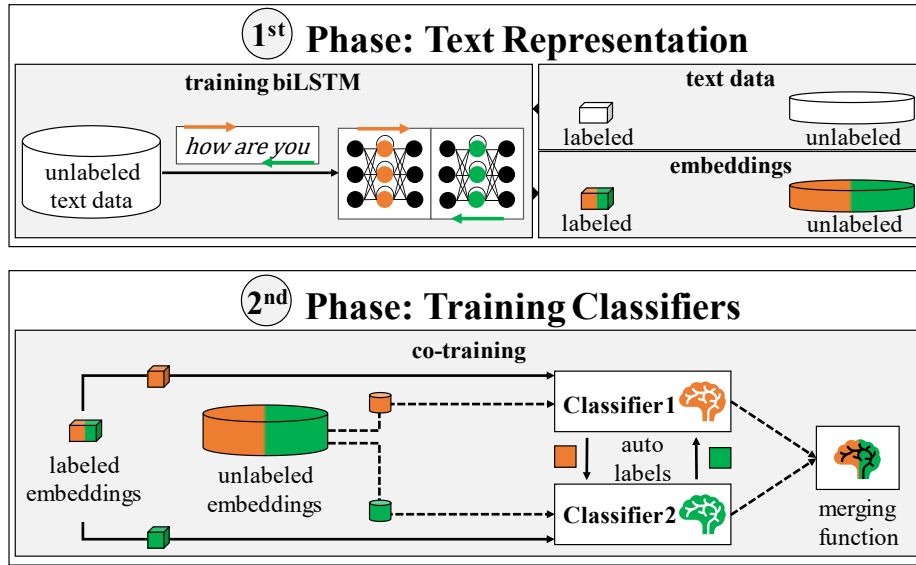 1st Phase: Text Representation
training biLSTM
unlabeled
text data
how are you
text data
labeled
unlabeled
embeddings
labeled
unlabeled
2nd Phase: Training Classifiers
co-training
labeled
embeddings
unlabeled
embeddings
Classifier1
auto
labels
Classifier2
merging
function